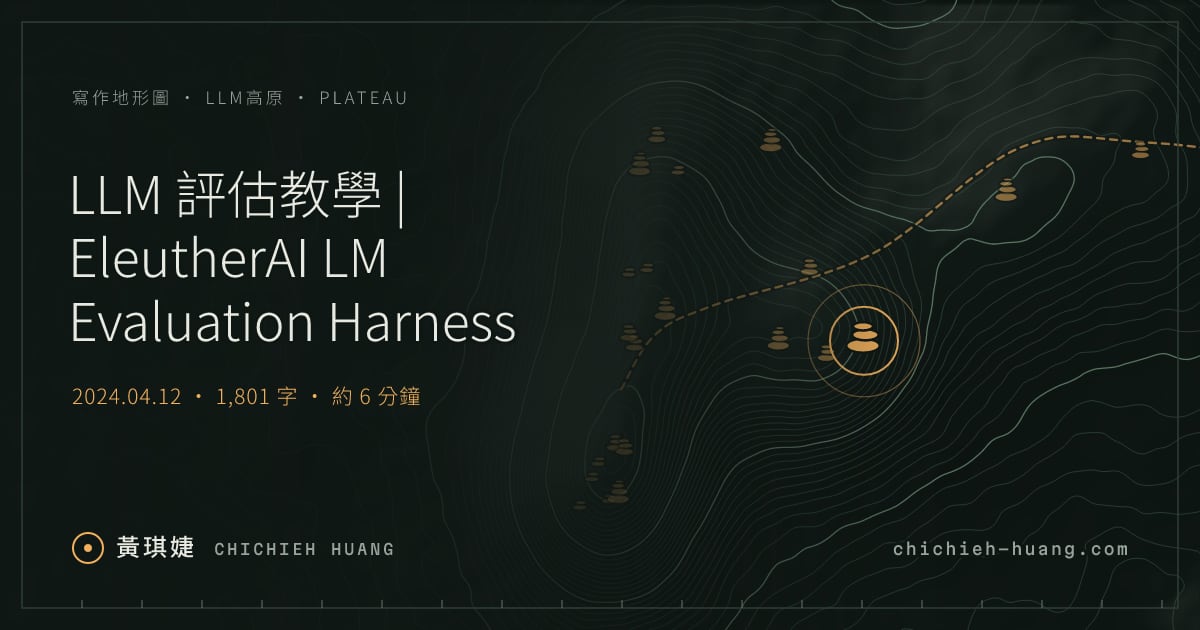 寫作地形圖 · LLM高原 · PLATEAU
LLM 評估教學 |
EleutherAI LM
Evaluation Harness
2024.04.12 · 1,801 字 · 約 6 分鐘
黃琪婕 CHICHIEH HUANG
chichieh-huang.com